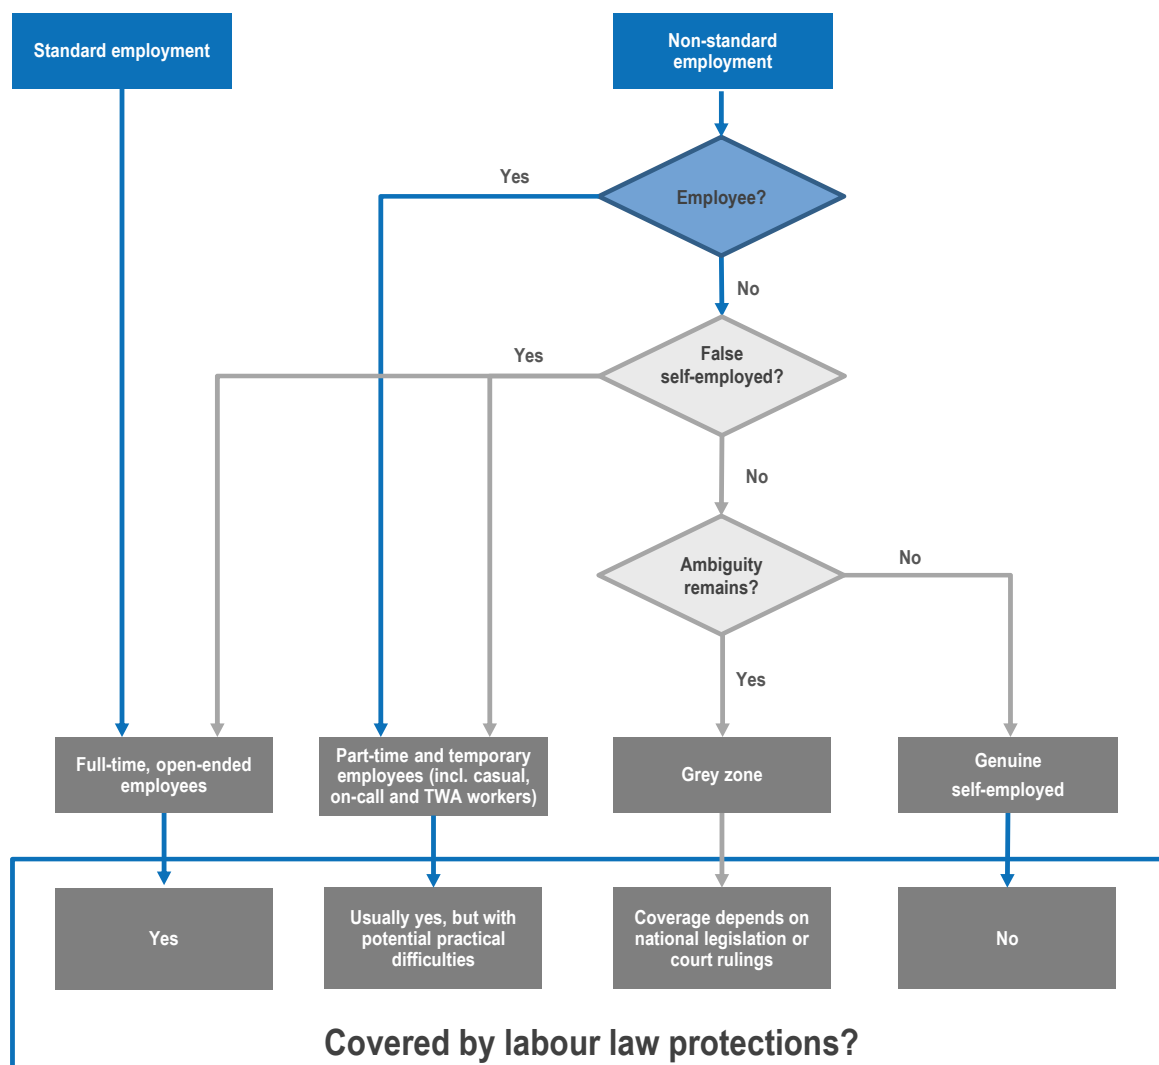 Standard employment
Non-standard
employment
Yes
Employee?
No
Yes
False
self-employed?
No
Ambiguity
remains?
No
Yes
Full-time, open-ended
employees
Part-time and temporary
employees (incl. casual,
on-call and TWA workers)
Grey zone
Genuine
self-employed
Yes
Usually yes, but with
potential practical
difficulties
Coverage depends on
national legislation or
court rulings
No
Covered by labour law protections?